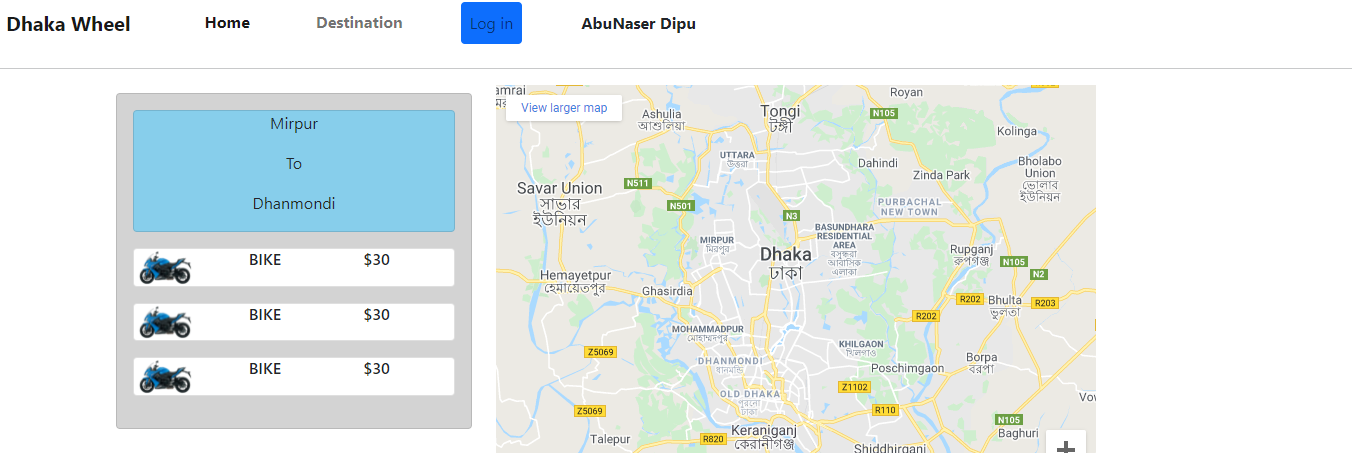 Dhaka Wheel Home Destination Log in AbuNaser Dipu
Mirpur
To
Dhanmondi
BIKE $30
BIKE $30
BIKE $30
View larger map
Royan
Ashulia
আশুলিয়া
Tongi
টঙ্গী
N105
Kolinga
UTTARA
উত্তরা
Dahindi
Bholabo
Union
ভোলাব
ইউনিয়ন
Zinda Park
N511
Savar Union
সাভার
ইউনিয়ন
N501
N3
PURBACHAL
NEW TOWN
BASUNDHARA
RESIDENTIAL
AREA
বসুন্ধরা
আবাসিক
এলাকা
MIRPUR
মিরপুর
Dhaka
ঢাকা
Rupganj
রূপগঞ্জ
N105
N2
Hemayetpur
হেমায়েতপুর
Ghasirdia
R202
Bhulta
ভুলতা
R203
R202
MOHAMMADPUR
মোহাম্মদপুর
KHILGAON
খিলগাঁও
Z5069
DHANMONDI
ধানমন্ডি
Poschimgaon
Borpa
বরপা
Z1102
OLD DHAKA
পুরনো
ঢাকা
Z5069
R110
N105
Baghuri
Talepur
R820
Keraniganj
কেরানীগঞ্জ
Shiddhirganj